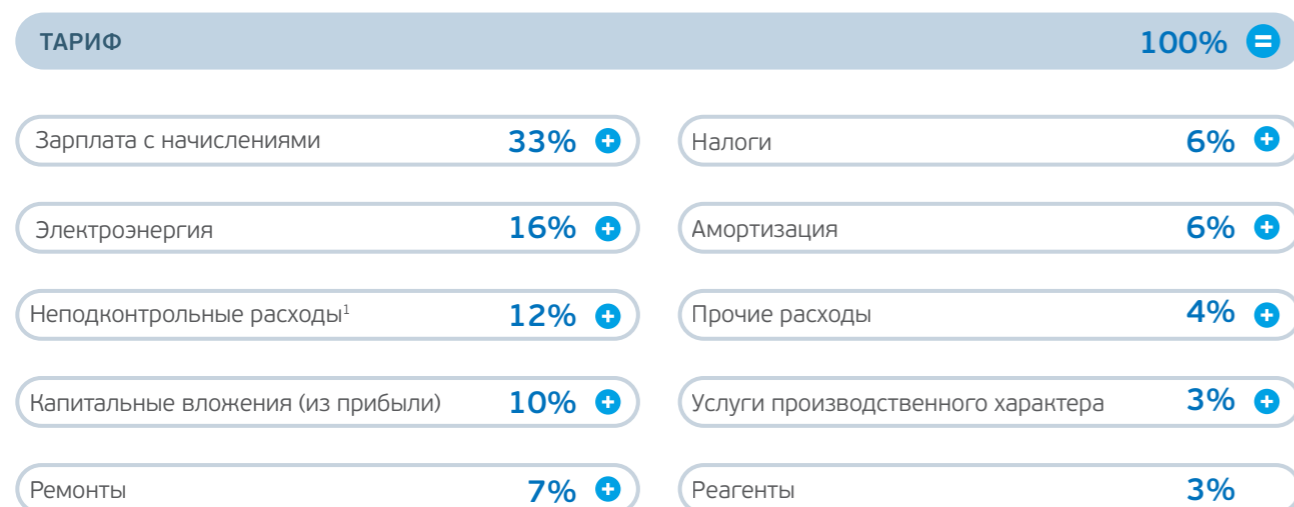 ТАРИФ 100% =
Зарплата с начислениями 33% +
Налоги 6% +
Электроэнергия 16% +
Амортизация 6% +
Неподконтрольные расходы¹ 12% +
Прочие расходы 4% +
Капитальные вложения (из прибыли) 10% +
Услуги производственного характера 3% +
Ремонты 7% +
Реагенты 3%